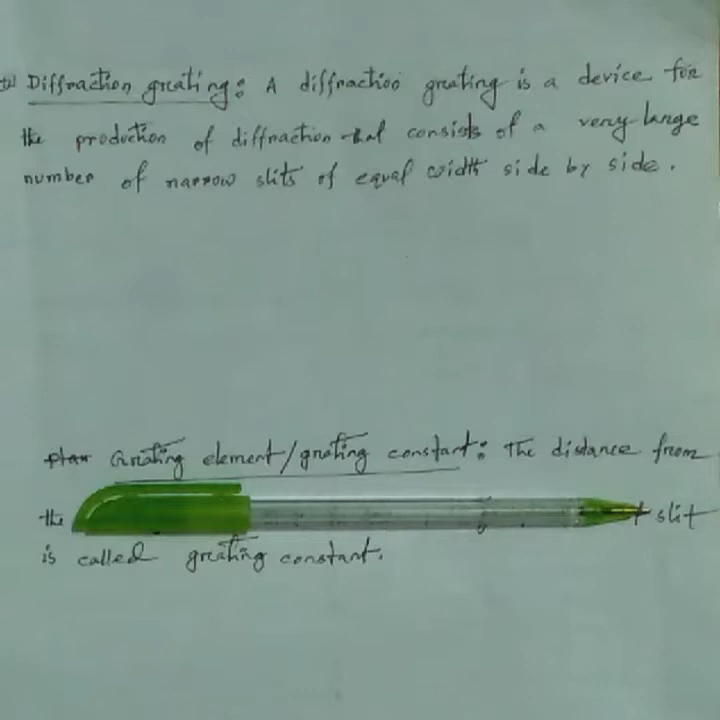 Diffraction grating: A diffraction grating is a device for
the production of diffraction that consists of a very large
number of narrow slits of equal width side by side.
Grating element/grating constant: The distance from
the slit
is called grating constant.